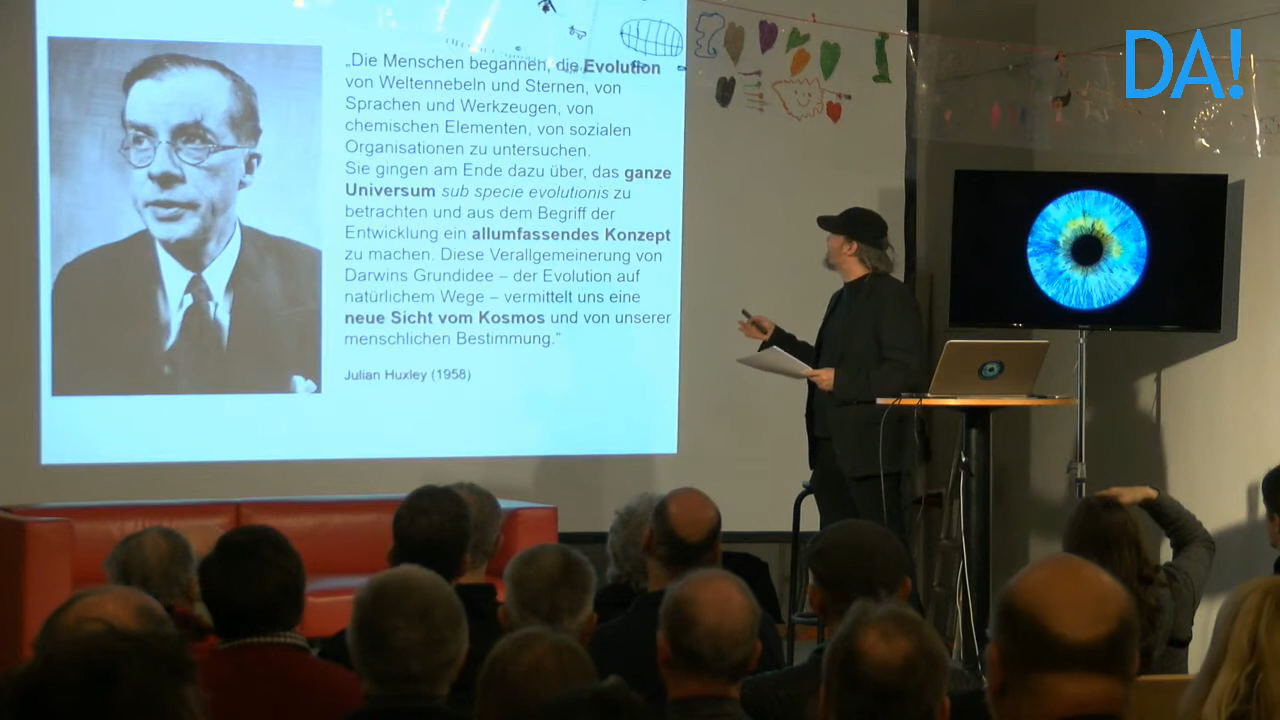 „Die Menschen begannen, die Evolution
von Weltennebeln und Sternen, von
Sprachen und Werkzeugen, von
chemischen Elementen, von sozialen
Organisationen zu untersuchen.
Sie gingen am Ende dazu über, das ganze
Universum sub specie evolutionis zu
betrachten und aus dem Begriff der
Entwicklung ein allumfassendes Konzept
zu machen. Diese Verallgemeinerung von
Darwins Grundidee – der Evolution auf
natürlichem Wege – vermittelt uns eine
neue Sicht vom Kosmos und von unserer
menschlichen Bestimmung.“
Julian Huxley (1958)
DA!